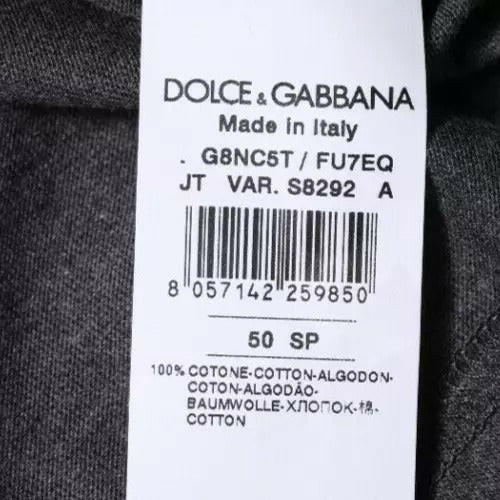 DOLCE & GABBANA
Made in Italy
. G8NC5T / FU7EQ
JT VAR. S8292 A
8 057142 259850
50 SP
100% COTONE-COTTON-ALGODON-
COTON-ALGODÃO-
BAUMWOLLE-ХЛОПОК-棉-
COTTON